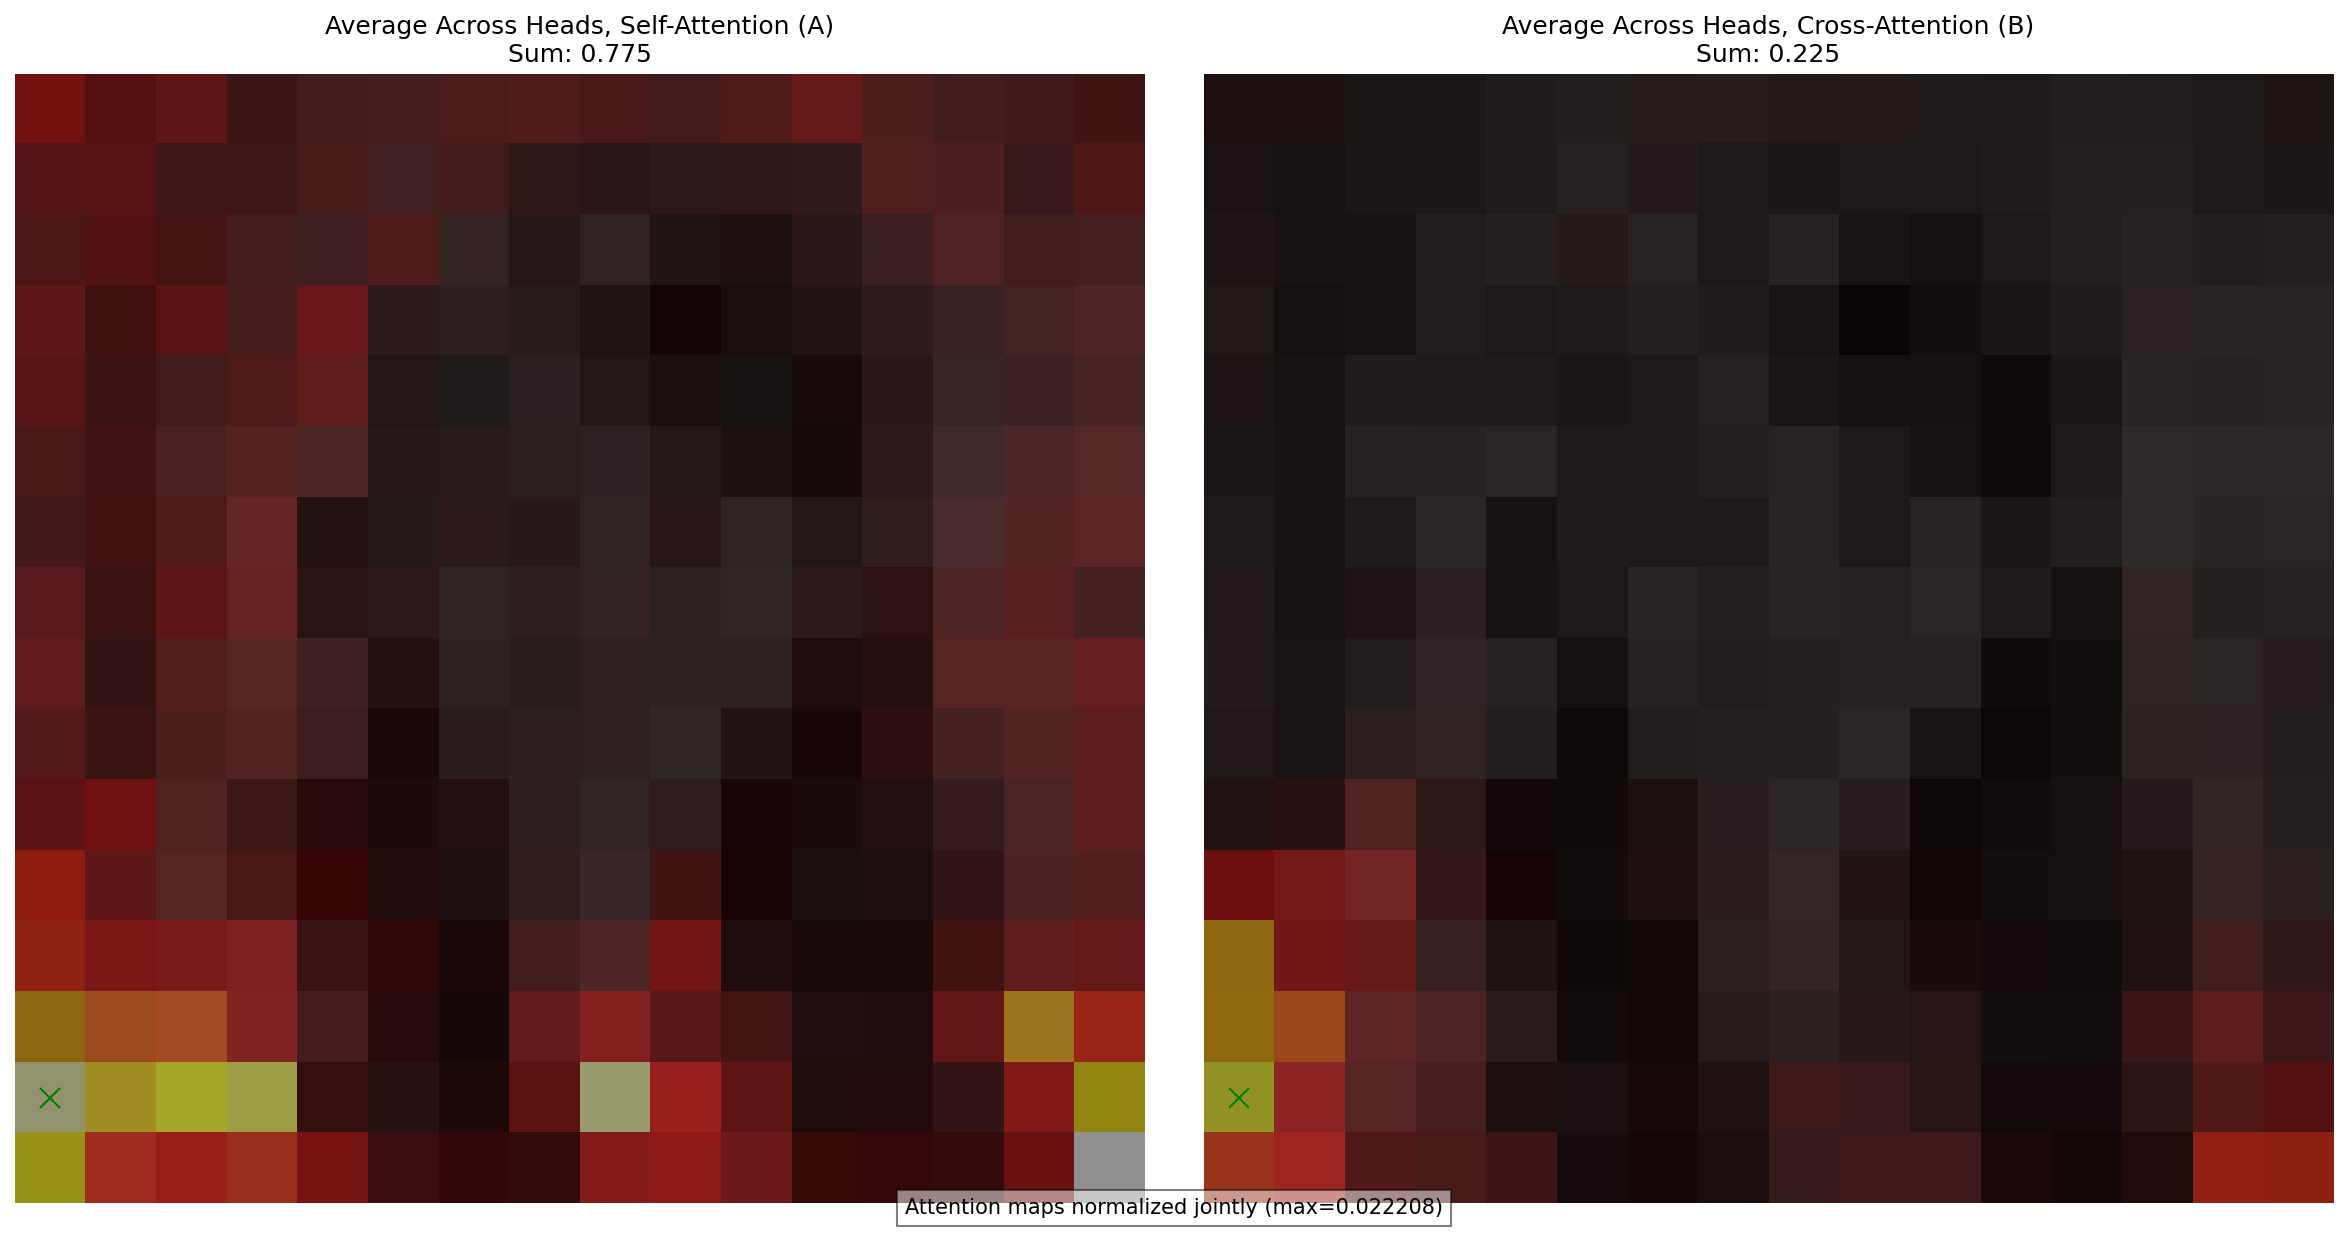 Average Across Heads, Self-Attention (A)
Sum: 0.775
Average Across Heads, Cross-Attention (B)
Sum: 0.225
Attention maps normalized jointly (max=0.022208)